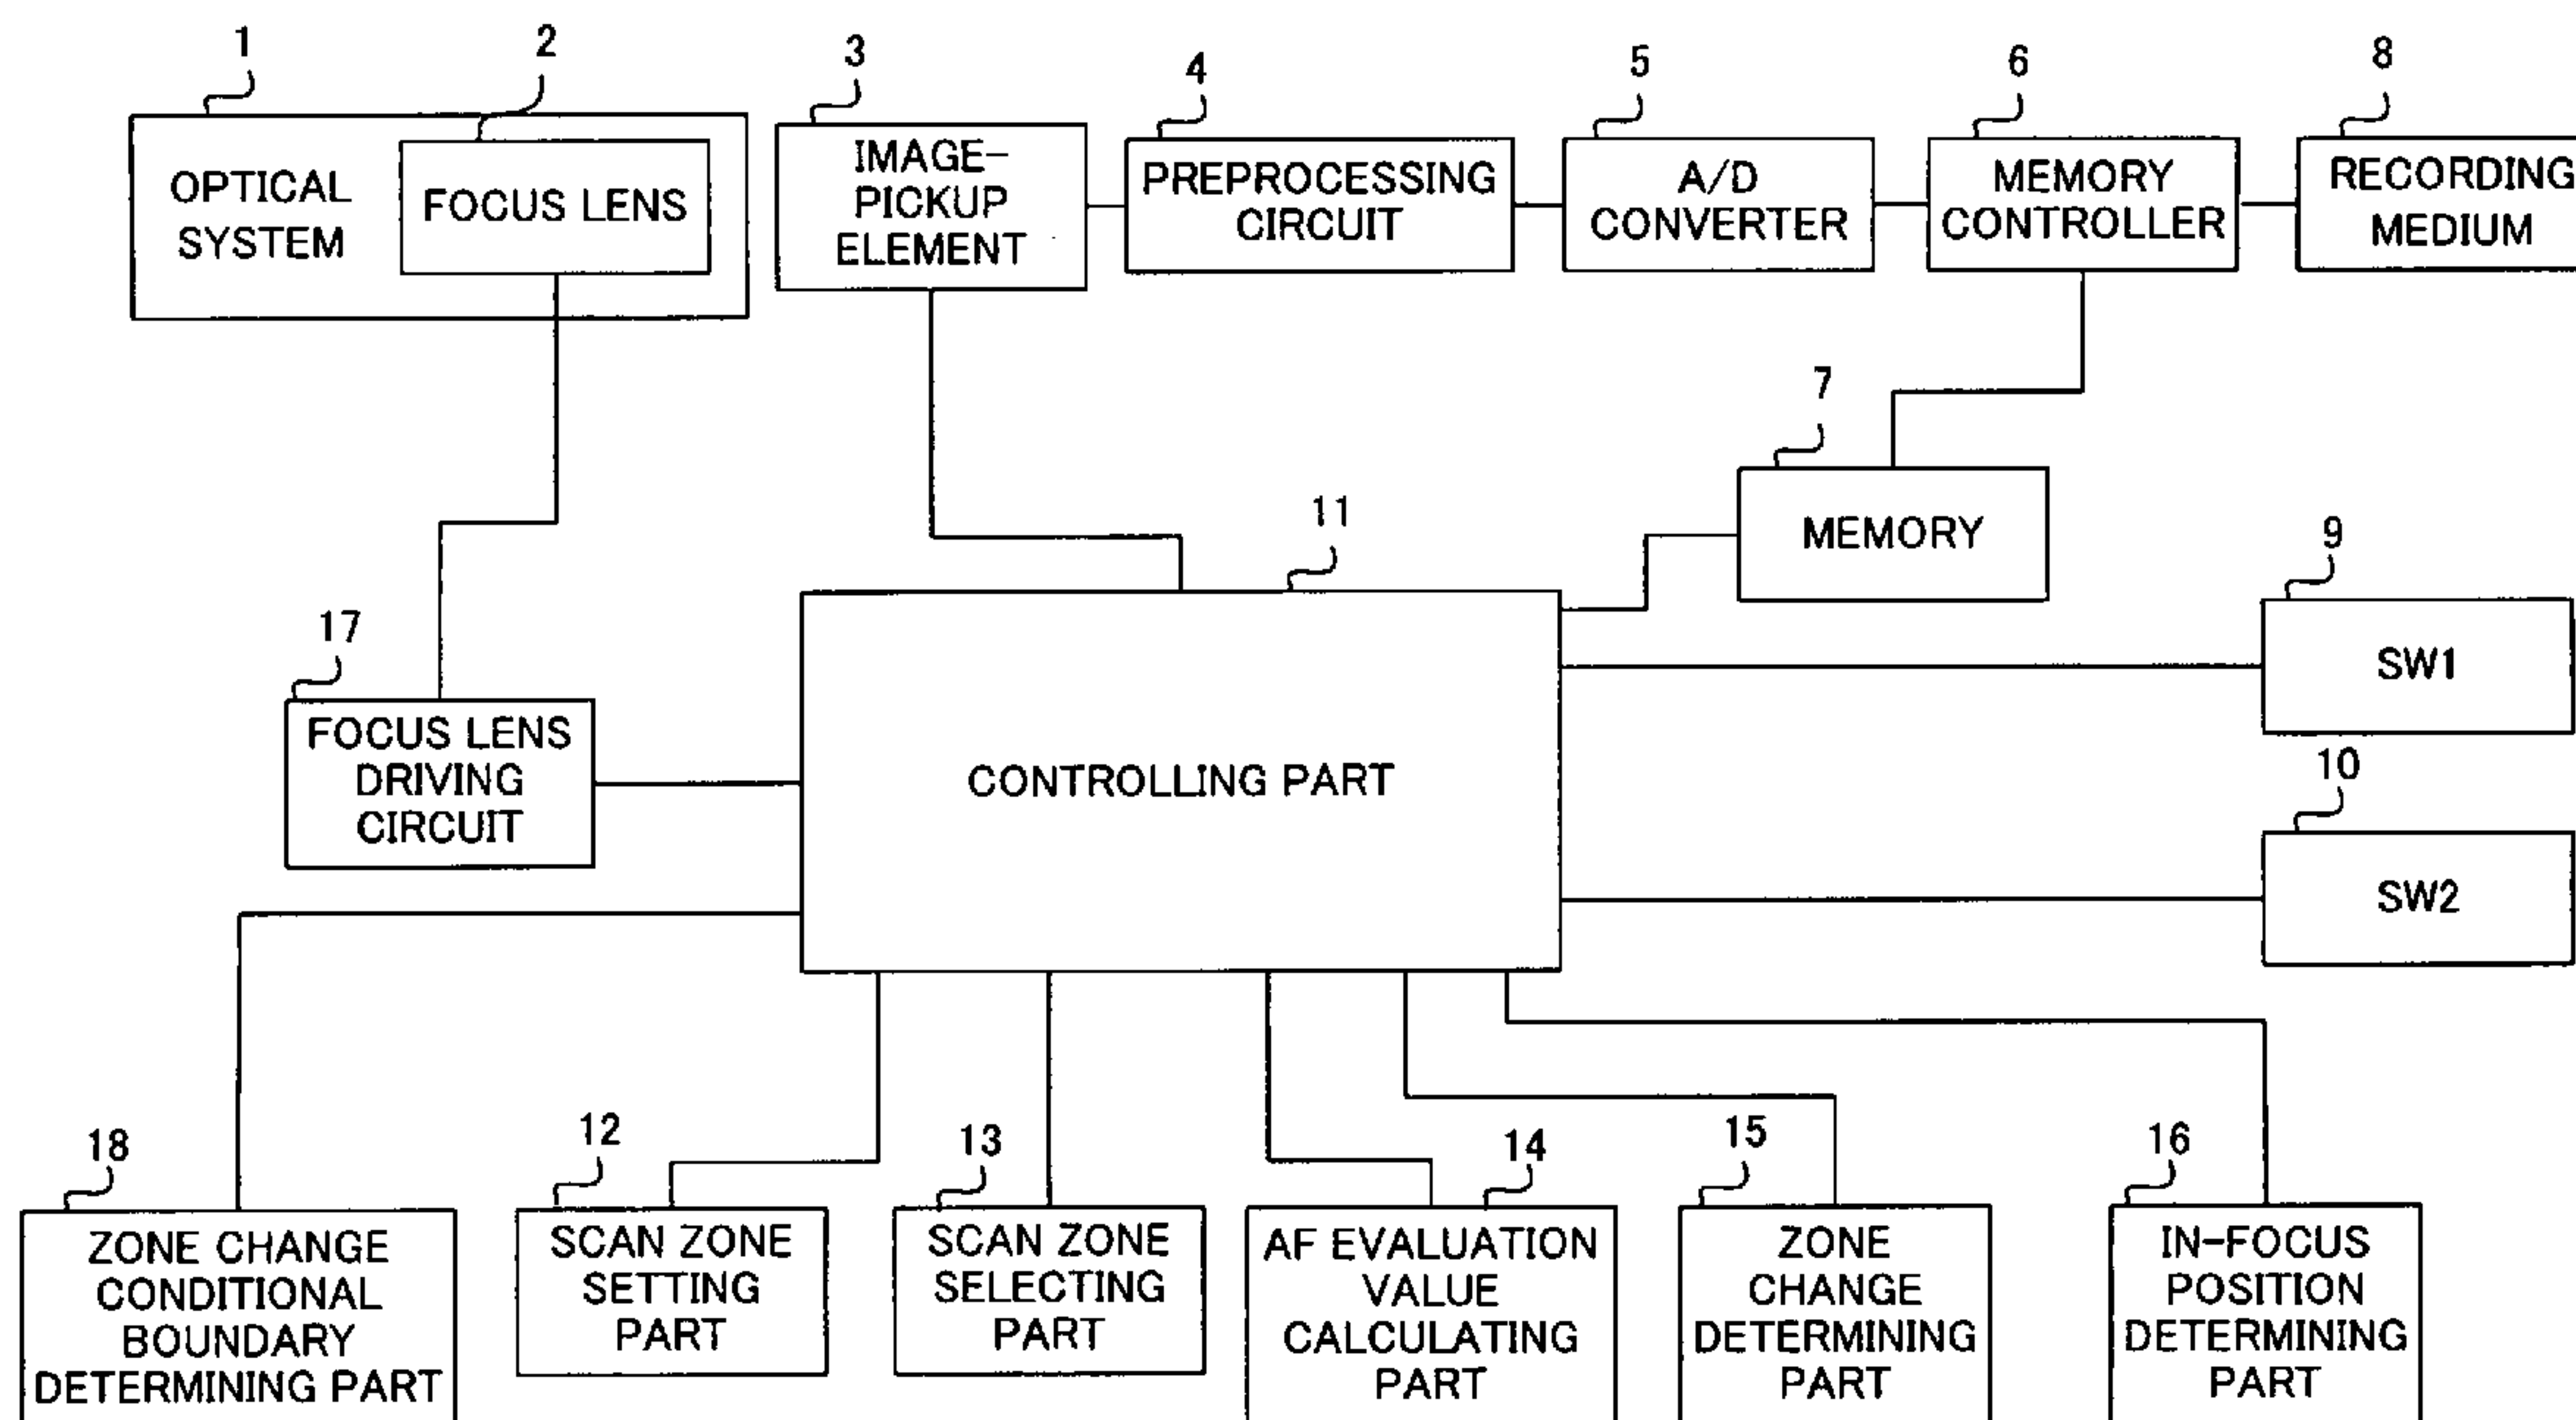 1
2
3
4
5
6
8
OPTICAL
SYSTEM
FOCUS LENS
IMAGE-
PICKUP
ELEMENT
PREPROCESSING
CIRCUIT
A/D
CONVERTER
MEMORY
CONTROLLER
RECORDING
MEDIUM
7
MEMORY
11
CONTROLLING PART
9
SW1
10
SW2
17
FOCUS LENS
DRIVING
CIRCUIT
18
ZONE CHANGE
CONDITIONAL
BOUNDARY
DETERMINING PART
12
SCAN ZONE
SETTING
PART
13
SCAN ZONE
SELECTING
PART
14
AF EVALUATION
VALUE
CALCULATING
PART
15
ZONE
CHANGE
DETERMINING
PART
16
IN-FOCUS
POSITION
DETERMINING
PART